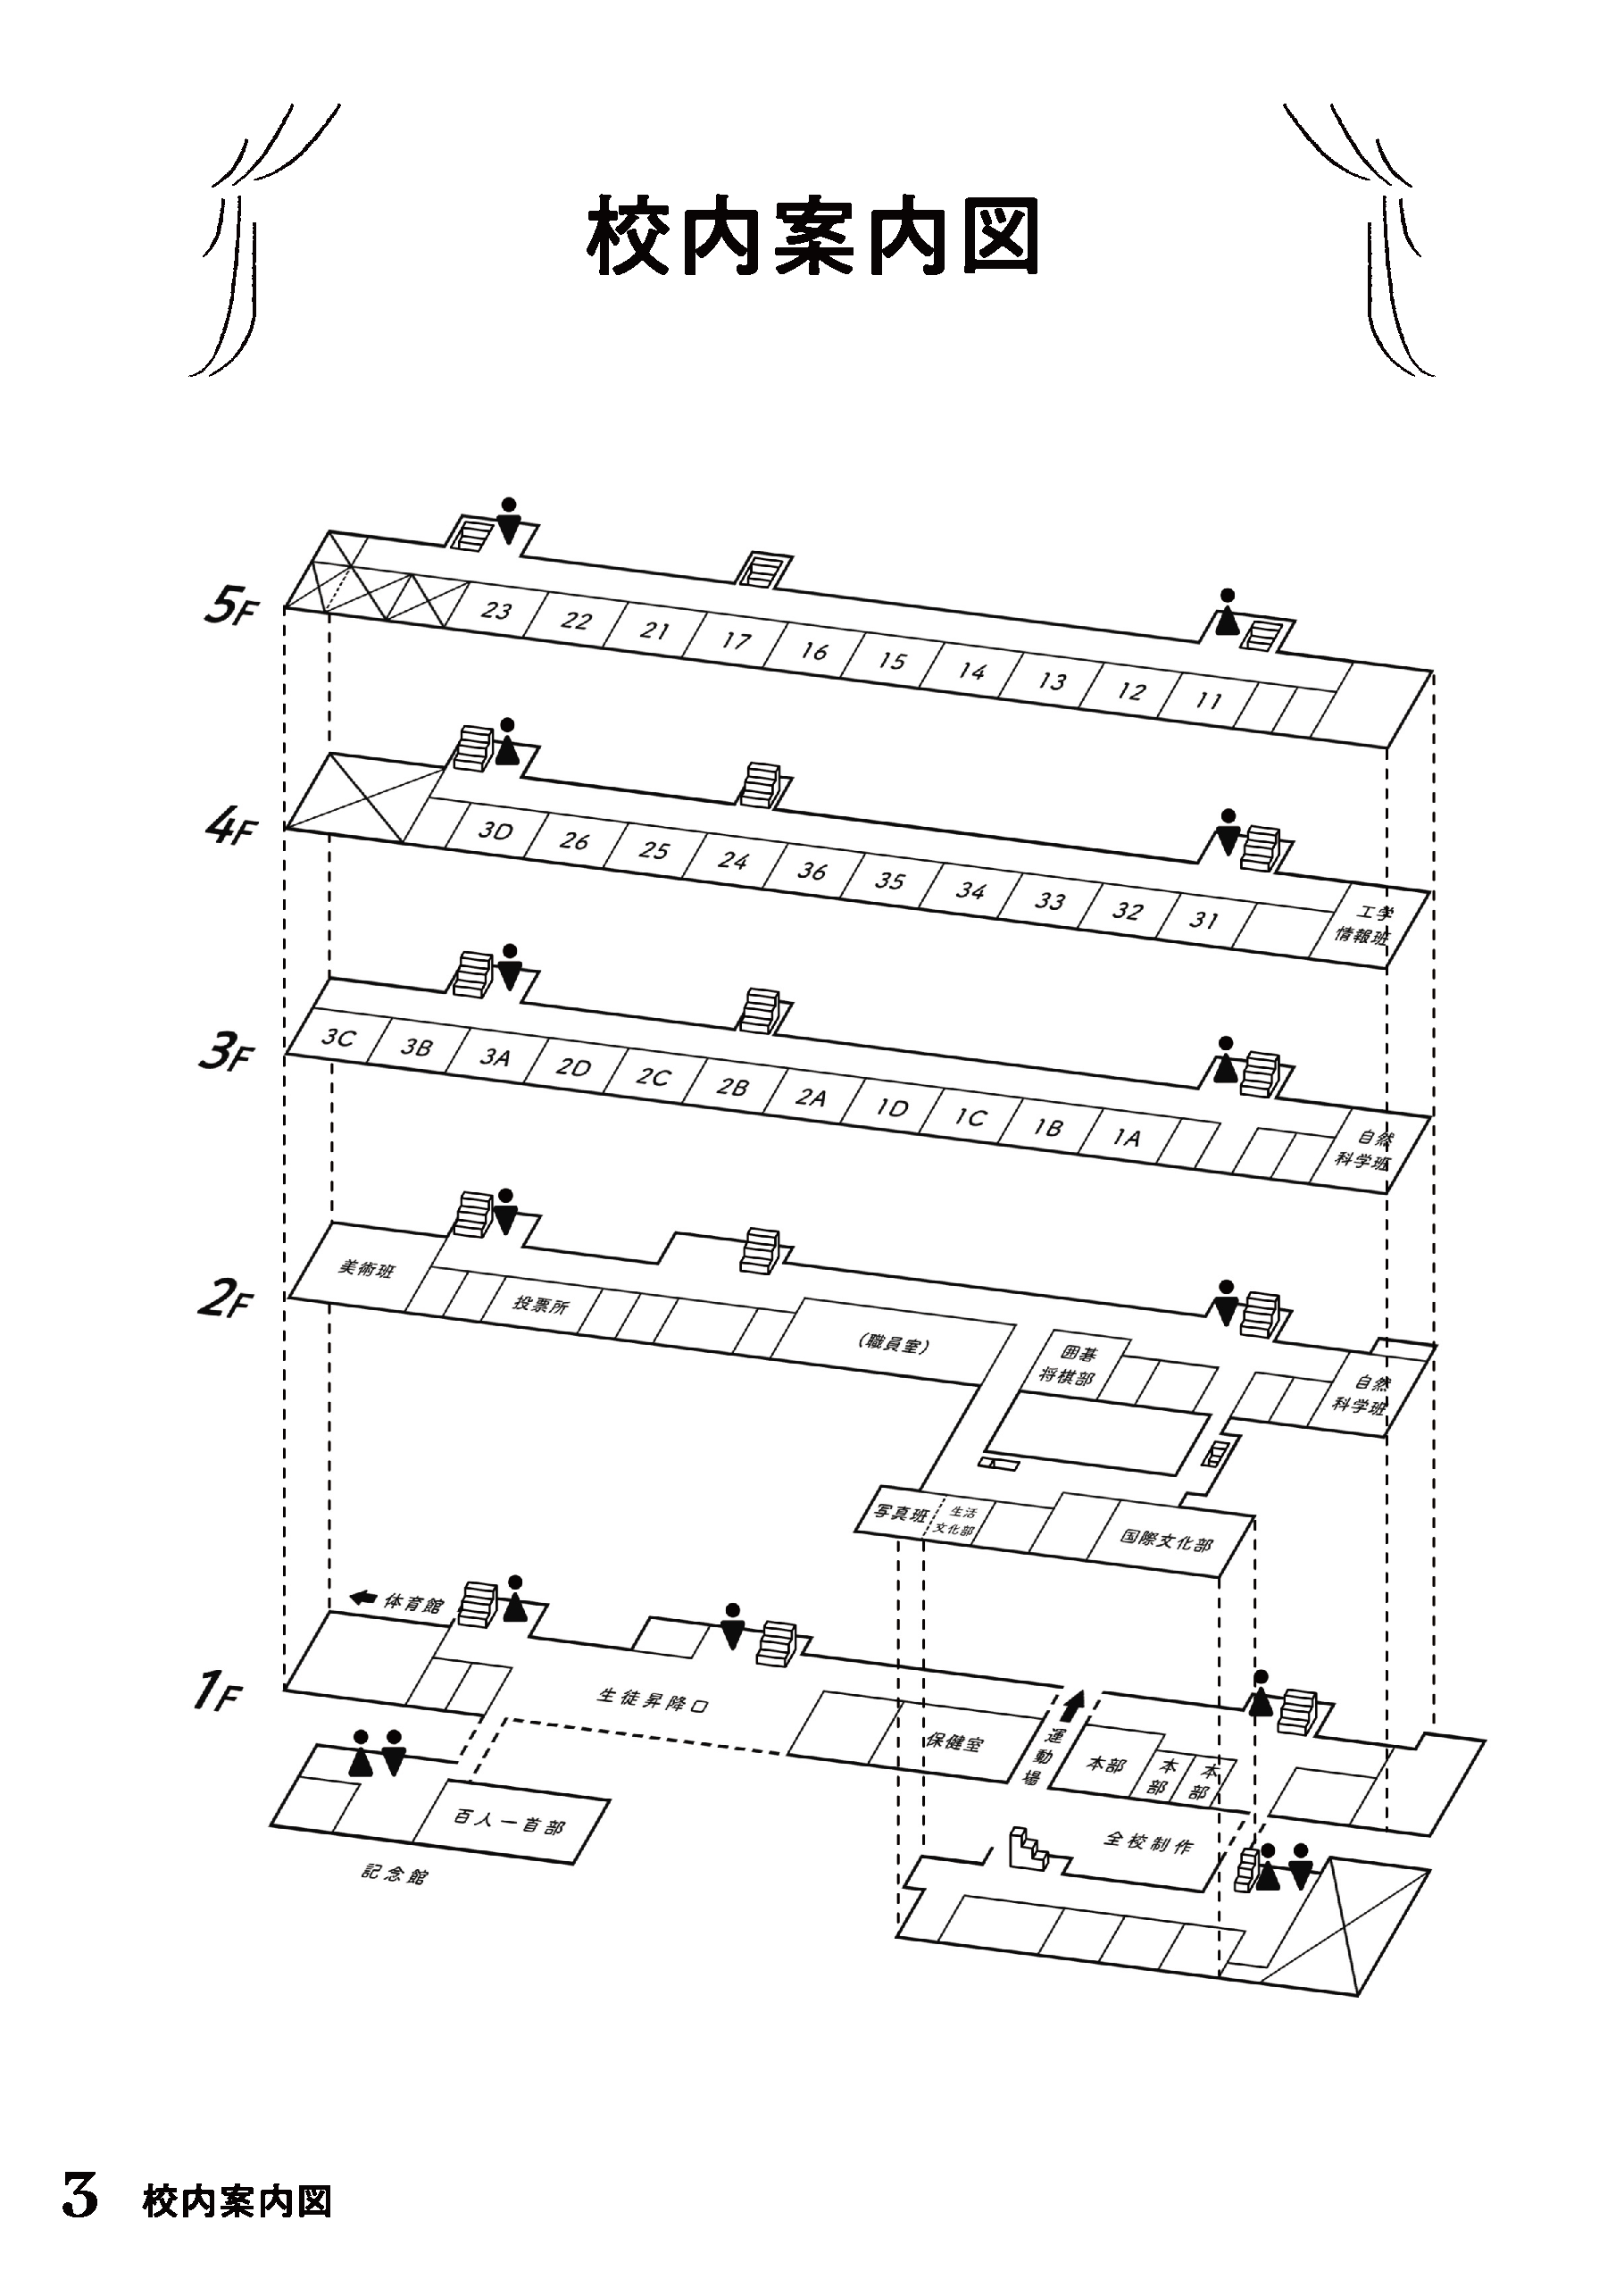 校内案内図
5F
23
22
21
17
16
15
14
13
12
11
4F
3D
26
25
24
36
35
34
33
32
31
工学
情報班
3F
3C
3B
3A
2D
2C
2B
2A
1D
1C
1B
1A
自然
科学班
2F
美術班
投票所
(職員室)
囲碁
将棋部
自然
科学班
写真班
生活
文化部
国際文化部
1F
体育館
生徒昇降口
保健室
運動場
本部
本部
本部
全校制作
百人一首部
記念館
3 校内案内図